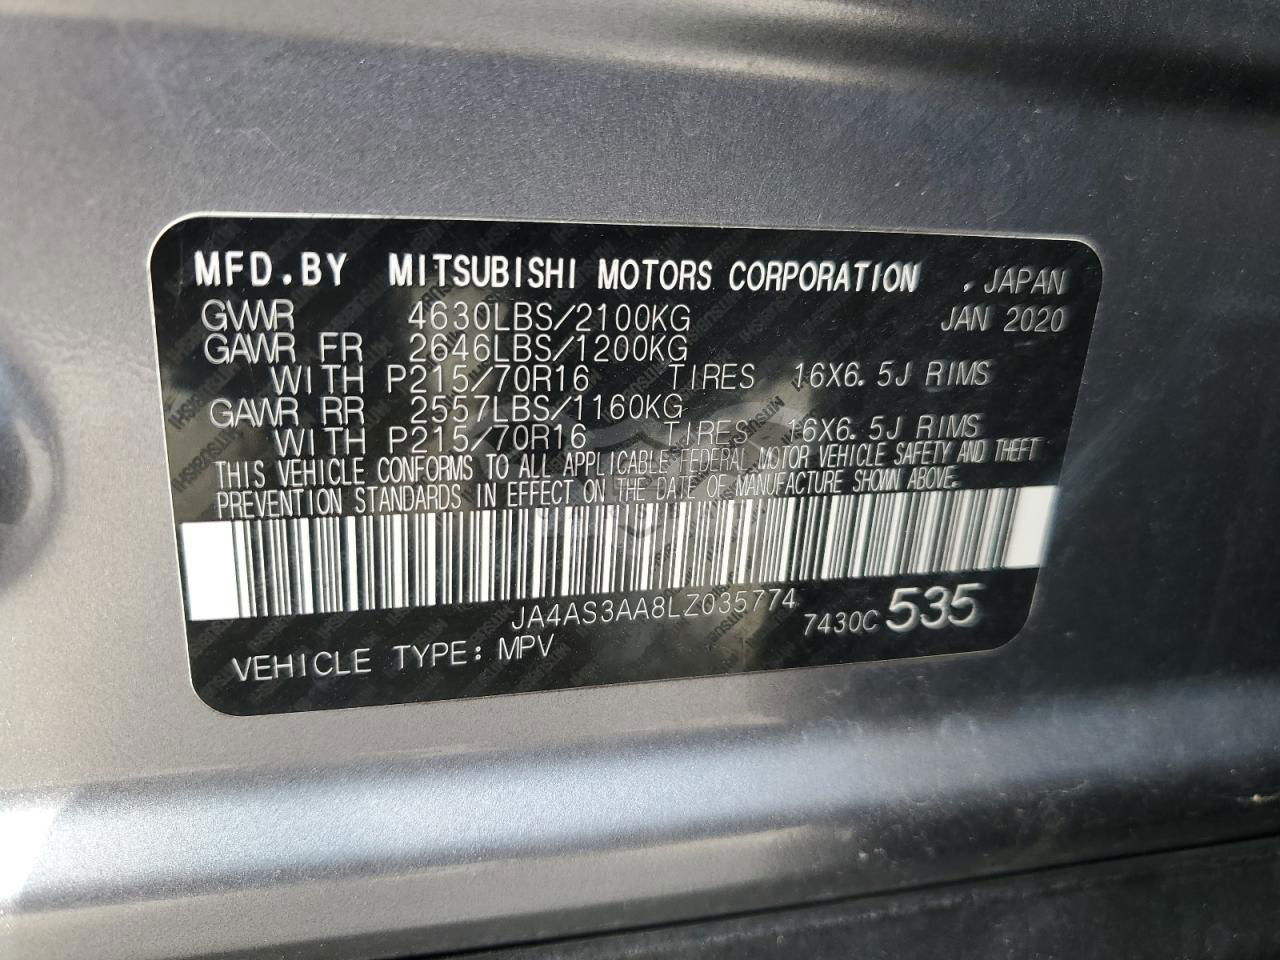 MFD.BY MITSUBISHI MOTORS CORPORATION , JAPAN
GVWR 4630LBS/2100KG JAN 2020
GAWR FR 2646LBS/1200KG
WITH P215/70R16 TIRES 16X6.5J RIMS
GAWR RR 2557LBS/1160KG
WITH P215/70R16 TIRES 16X6.5J RIMS
THIS VEHICLE CONFORMS TO ALL APPLICABLE FEDERAL MOTOR VEHICLE SAFETY AND THEFT
PREVENTION STANDARDS IN EFFECT ON THE DATE OF MANUFACTURE SHOWN ABOVE.
JA4AS3AA8LZ035774
7430C 535
VEHICLE TYPE: MPV